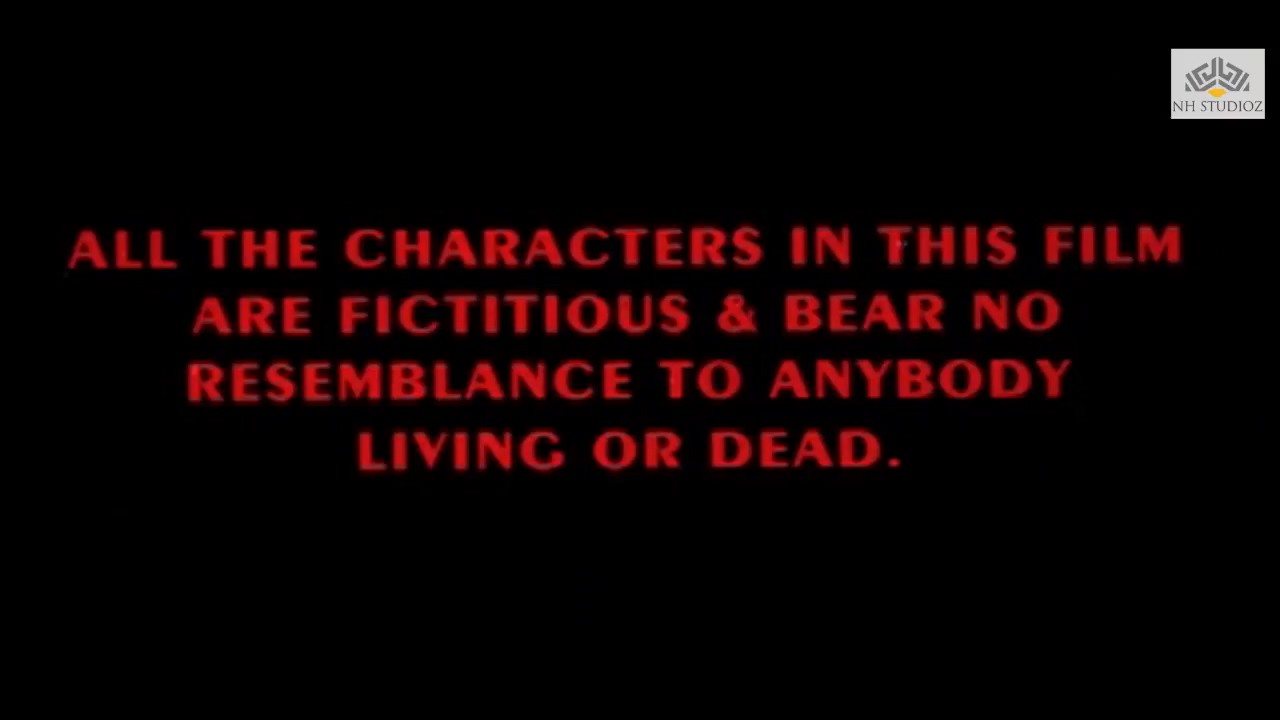 NH STUDIOZ
ALL THE CHARACTERS IN THIS FILM
ARE FICTITIOUS & BEAR NO
RESEMBLANCE TO ANYBODY
LIVING OR DEAD.